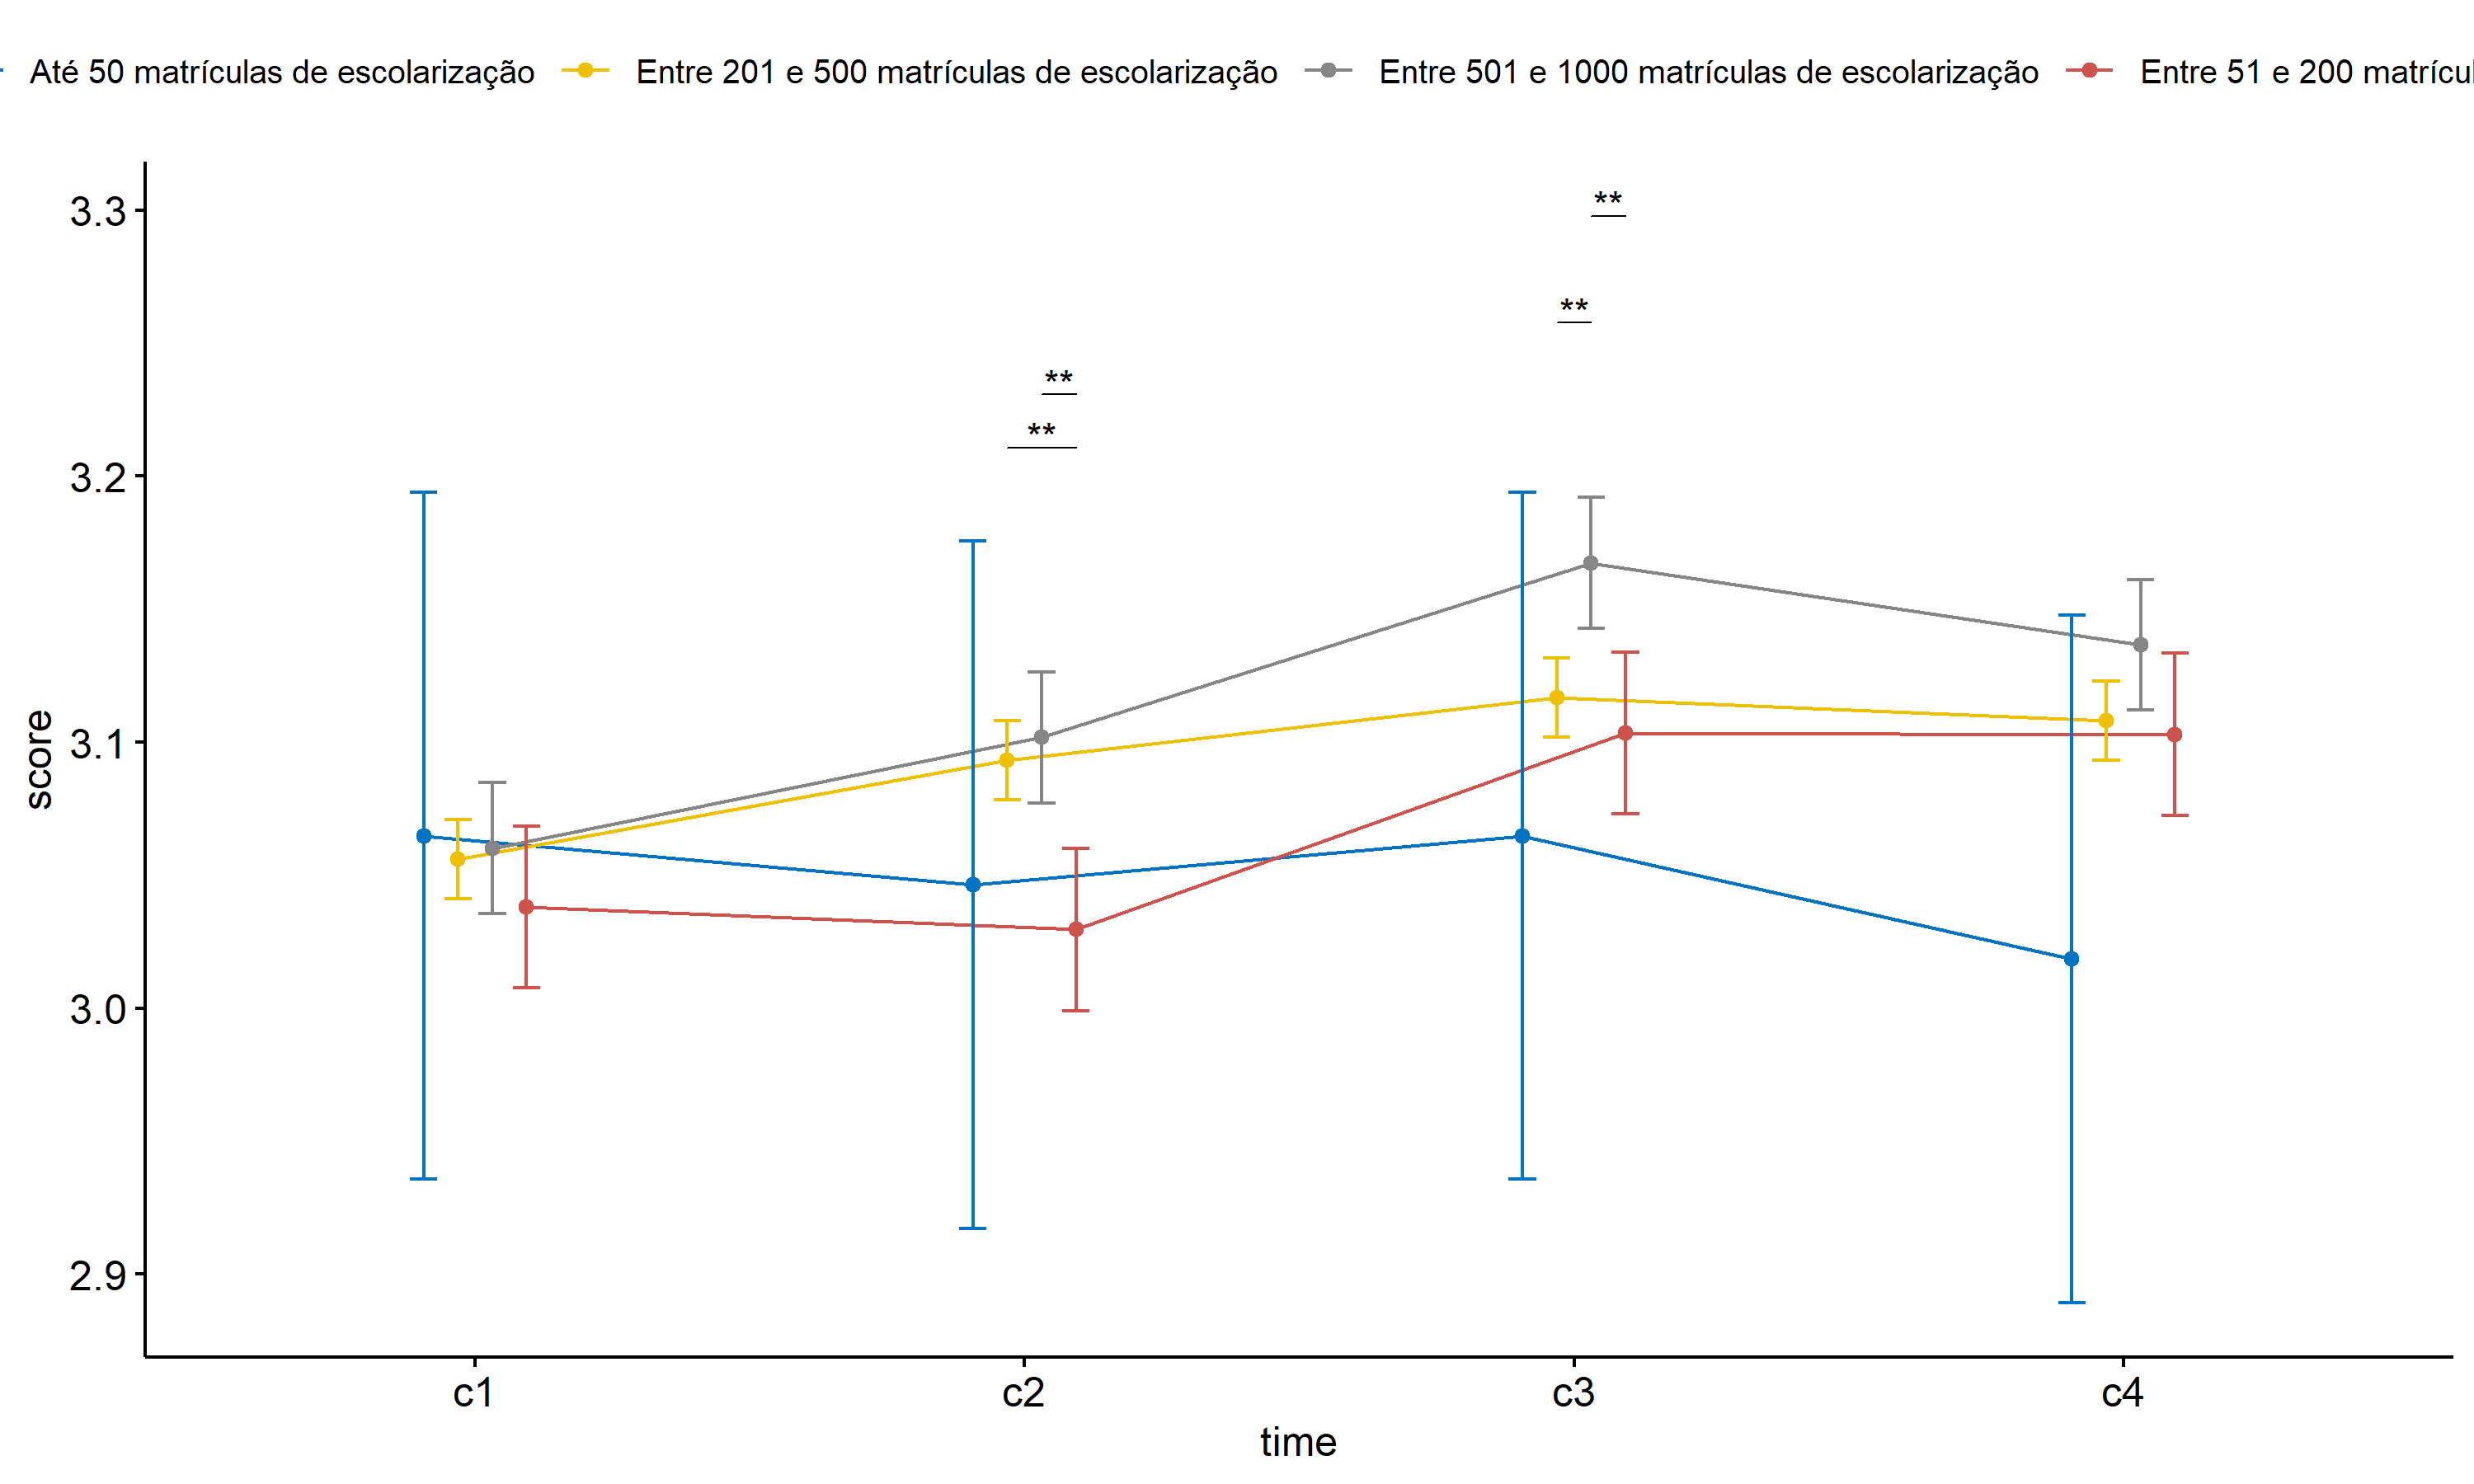 Até 50 matrículas de escolarização Entre 201 e 500 matrículas de escolarização Entre 501 e 1000 matrículas de escolarização Entre 51 e 200
3.3
3.2
3.1
3.0
2.9
score
**
**
**
**
c1 c2 c3 c4
time